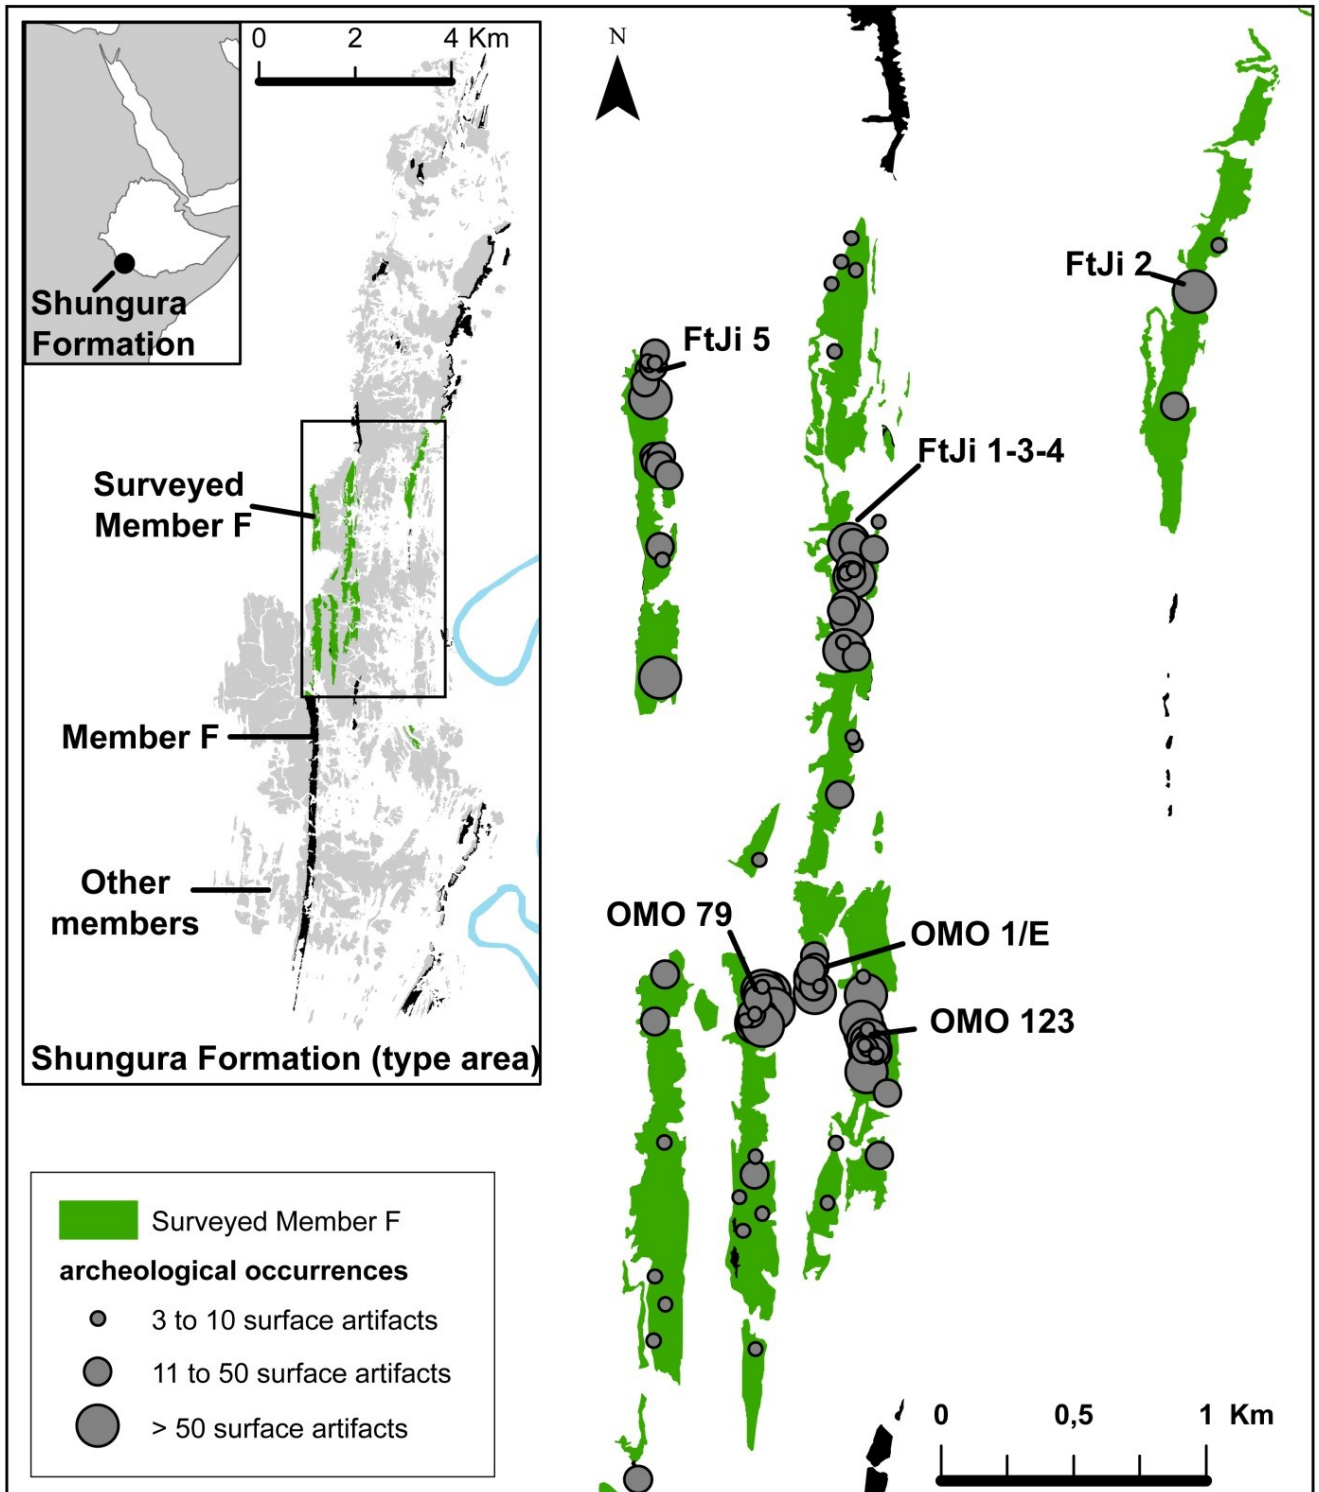 0 2 4 Km
Shungura
Formation
Surveyed
Member F
Member F
Other
members
Shungura Formation (type area)
N
FtJi 2
FtJi 5
FtJi 1-3-4
OMO 79
OMO 1/E
OMO 123
Surveyed Member F
archeological occurrences
3 to 10 surface artifacts
11 to 50 surface artifacts
> 50 surface artifacts
0 0,5 1 Km